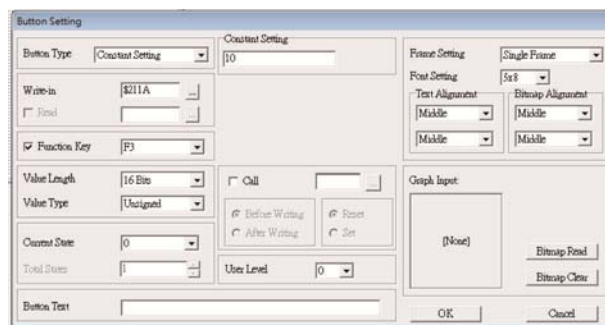 Button Setting
Button Type
Constant Setting
Write-in
$211A
...
Read
...
Function Key
F3
Value Length
16 Bits
Value Type
Unsigned
Current State
0
Total States
1
Button Text
Constant Setting
10
Call
...
Before Writing
After Writing
Reset
Set
User Level
0
Frame Setting
Single Frame
Font Setting
5x8
Text Alignment
Middle
Middle
Bitmap Alignment
Middle
Middle
Graph Input:
[None]
Bitmap Read
Bitmap Clear
OK
Cancel